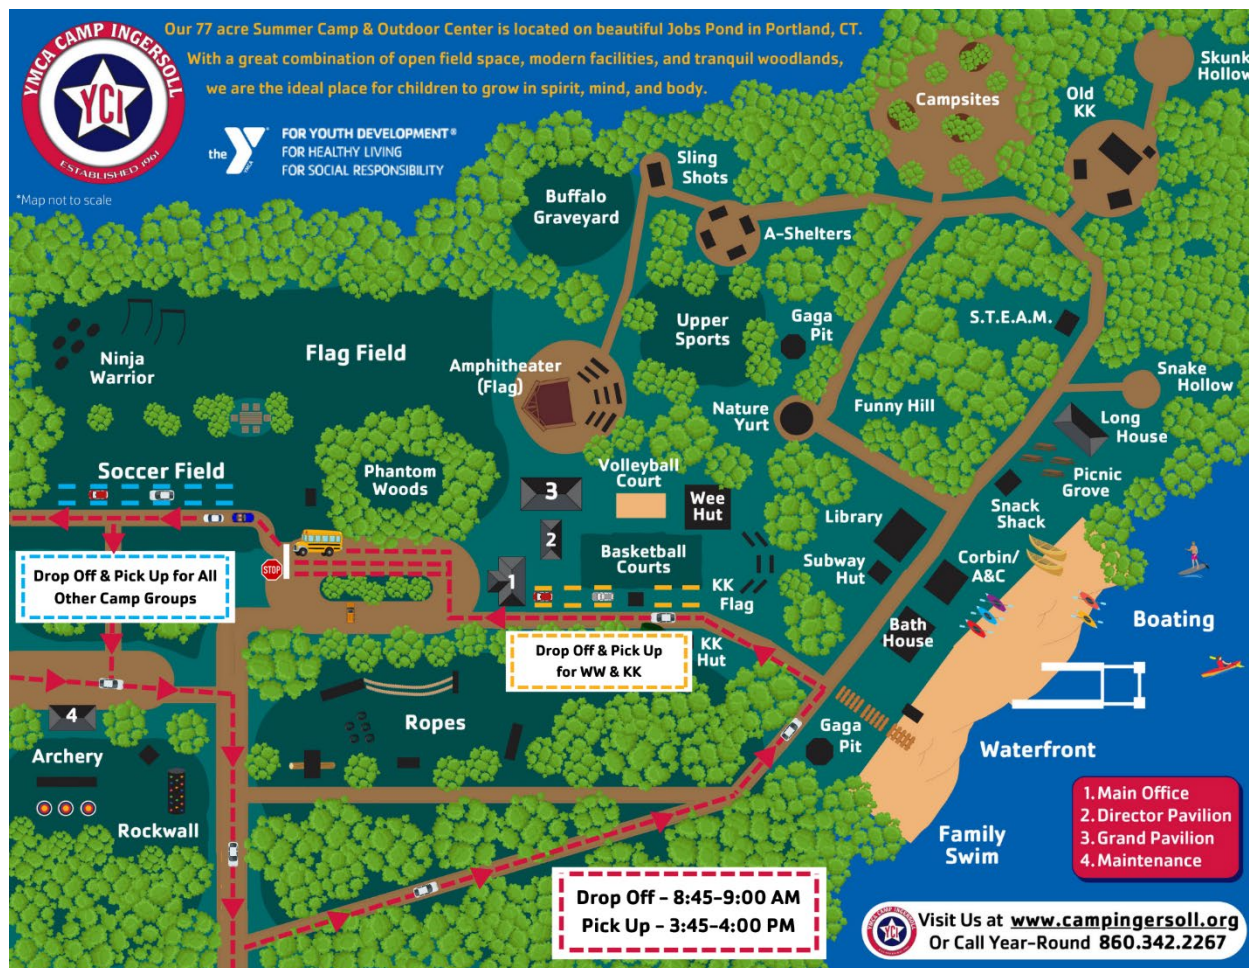 Our 77 acre Summer Camp & Outdoor Center is located on beautiful Jobs Pond in Portland, CT.
With a great combination of open field space, modern facilities, and tranquil woodlands,
we are the ideal place for children to grow in spirit, mind, and body.
YMCA CAMP INGERSOLL
YCI
ESTABLISHED 1961
the Y
YMCA
FOR YOUTH DEVELOPMENT®
FOR HEALTHY LIVING
FOR SOCIAL RESPONSIBILITY
*Map not to scale
Skunk
Hollow
Old
KK
Campsites
Sling
Shots
Buffalo
Graveyard
A-Shelters
Upper
Sports
Gaga
Pit
S.T.E.A.M.
Ninja
Warrior
Flag Field
Amphitheater
(Flag)
Nature
Yurt
Funny Hill
Snake
Hollow
Long
House
Picnic
Grove
Soccer Field
Phantom
Woods
3
Volleyball
Court
Wee
Hut
Library
Snack
Shack
2
Basketball
Courts
Subway
Hut
Corbin/
A&C
STOP
Drop Off & Pick Up for All
Other Camp Groups
1
KK
Flag
Bath
House
Boating
Drop Off & Pick Up
for WW & KK
KK
Hut
4
Archery
Ropes
Gaga
Pit
Waterfront
Rockwall
Family
Swim
1. Main Office
2. Director Pavilion
3. Grand Pavilion
4. Maintenance
Drop Off - 8:45-9:00 AM
Pick Up - 3:45-4:00 PM
YMCA CAMP INGERSOLL
YCI
Visit Us at www.campingersoll.org
Or Call Year-Round 860.342.2267